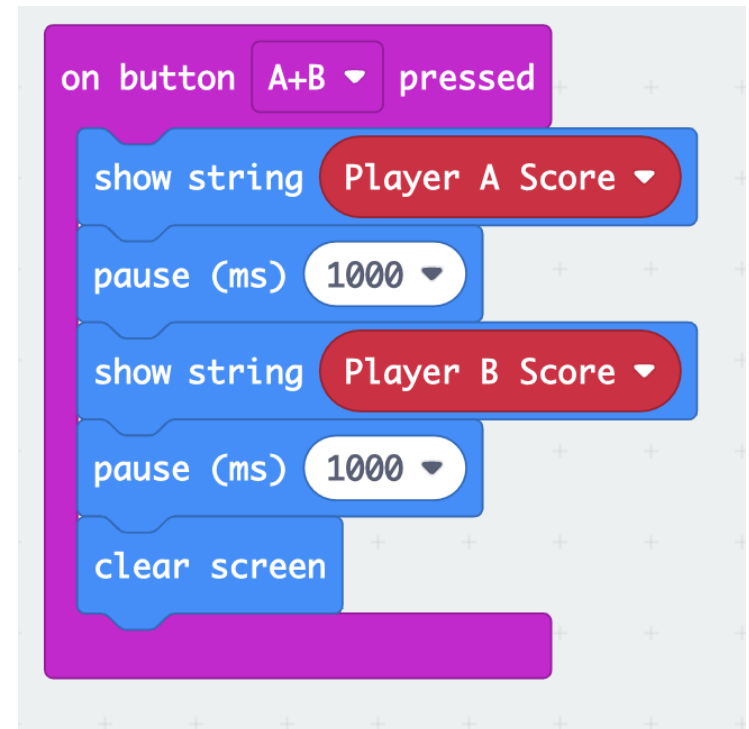 on button A+B pressed
show string Player A Score
pause (ms) 1000
show string Player B Score
pause (ms) 1000
clear screen